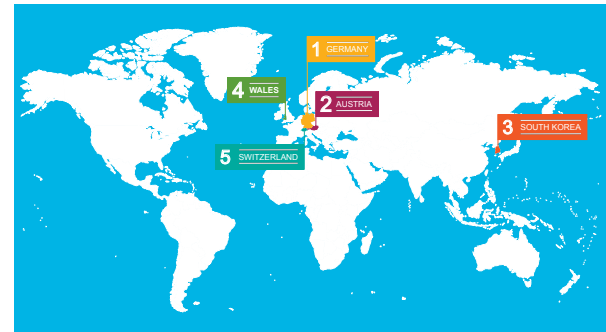 1 GERMANY
4 WALES
2 AUSTRIA
3 SOUTH KOREA
5 SWITZERLAND